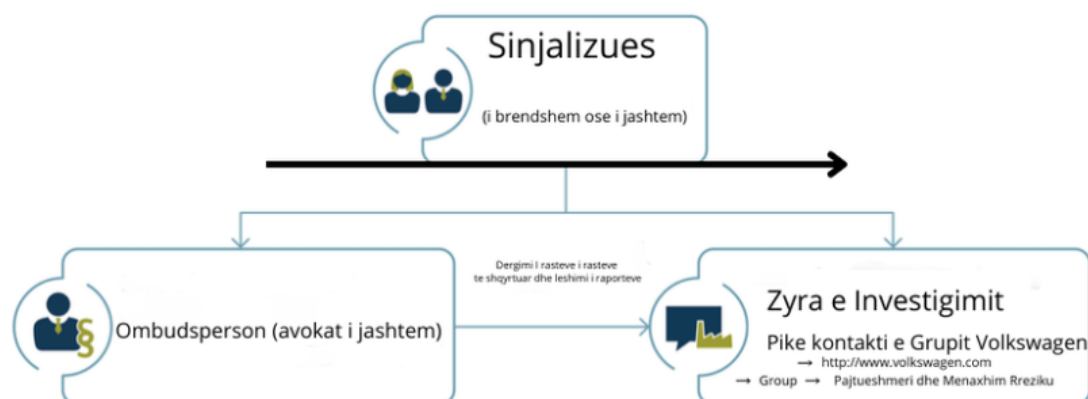 Sinjalizues
(i brendshem ose i jashtem)
Dergimi I rasteve i rasteve
te shqyrtuar dhe leshimi i raporteve
Ombudsperson (avokat i jashtem)
Zyra e Investigimit
Pike kontakti e Grupit Volkswagen
→ http://www.volkswagen.com
→ Group → Pajtueshmeri dhe Menaxhim Rreziku